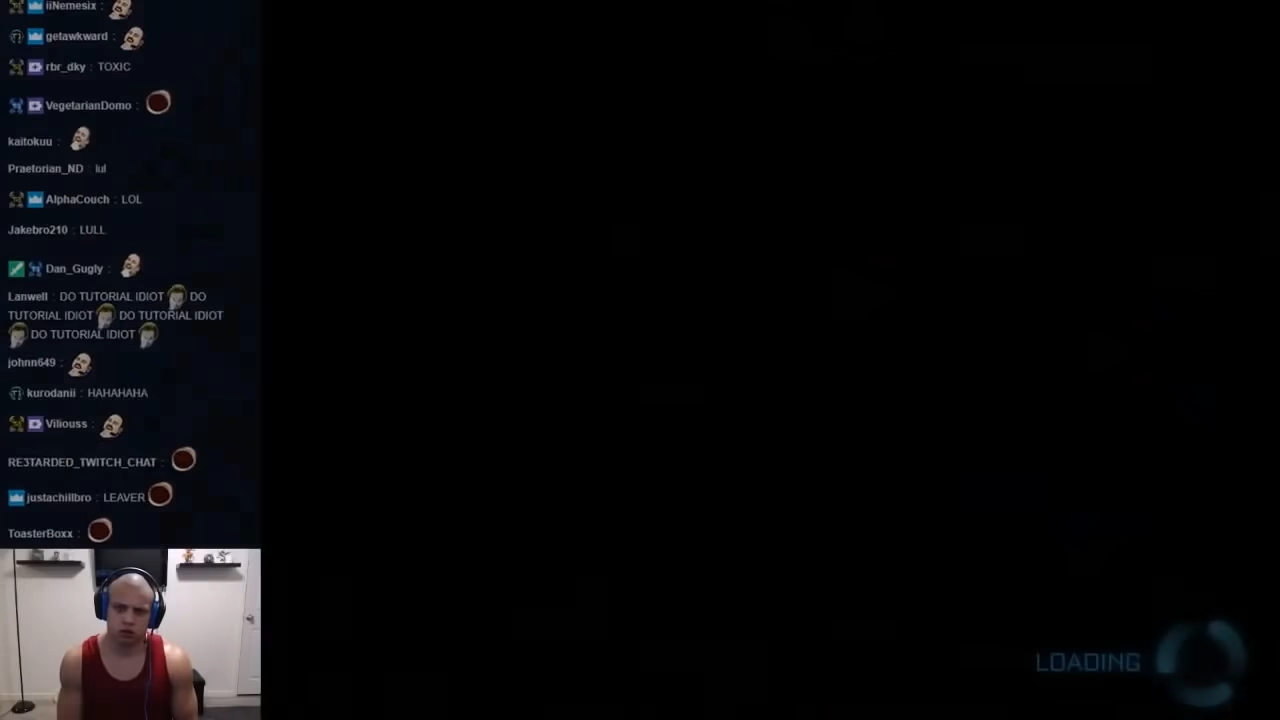 iiNemesix :
getawkward :
rbr_dky : TOXIC
VegetarianDomo :
kaitokuu :
Praetorian_ND : lul
AlphaCouch : LOL
Jakebro210 : LULL
Dan_Gugly :
Lanwell : DO TUTORIAL IDIOT DO
TUTORIAL IDIOT DO TUTORIAL IDIOT
DO TUTORIAL IDIOT
johnn649 :
kurodanii : HAHAHAHA
Viliouss :
RE3TARDED_TWITCH_CHAT :
justachillbro : LEAVER
ToasterBoxx :
LOADING